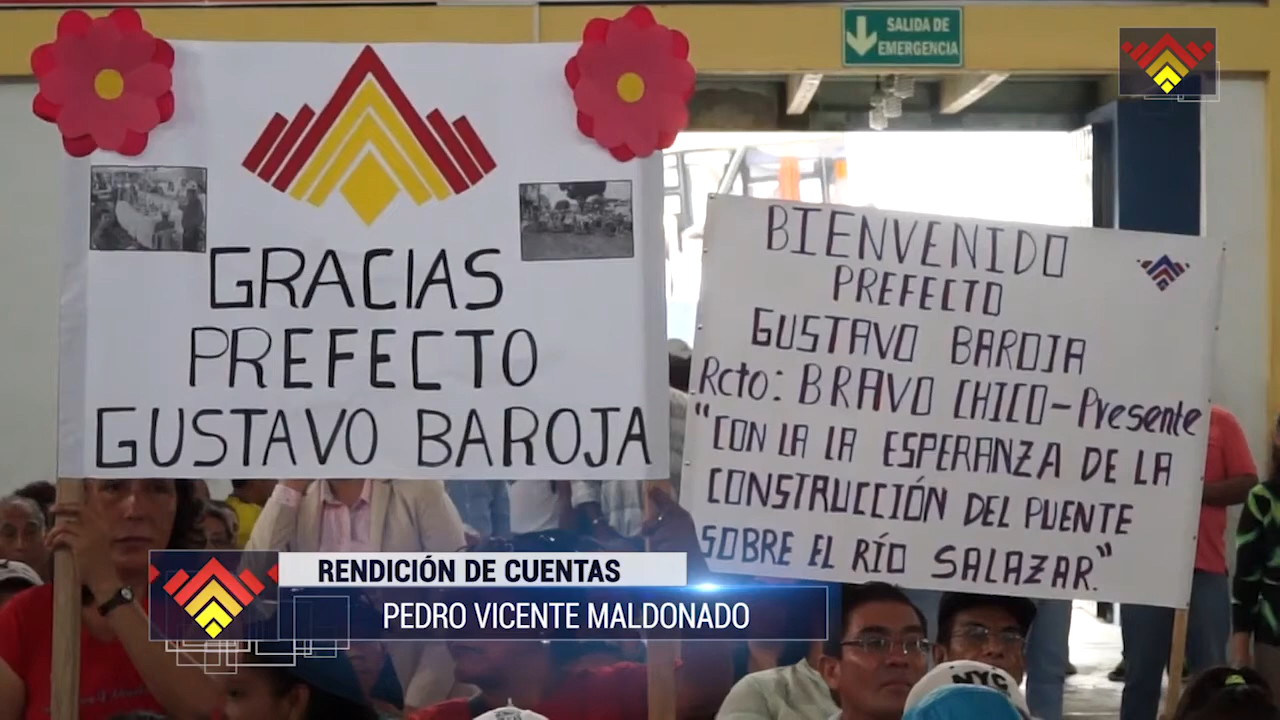 SALIDA DE
EMERGENCIA
GRACIAS
PREFECTO
GUSTAVO BAROJA
BIENVENIDO
PREFECTO
GUSTAVO BAROJA
Rcto: BRAVO CHICO-Presente
"CON LA LA ESPERANZA DE LA
CONSTRUCCIÓN DEL PUENTE
SOBRE EL RÍO SALAZAR."
RENDICIÓN DE CUENTAS
PEDRO VICENTE MALDONADO
NYC